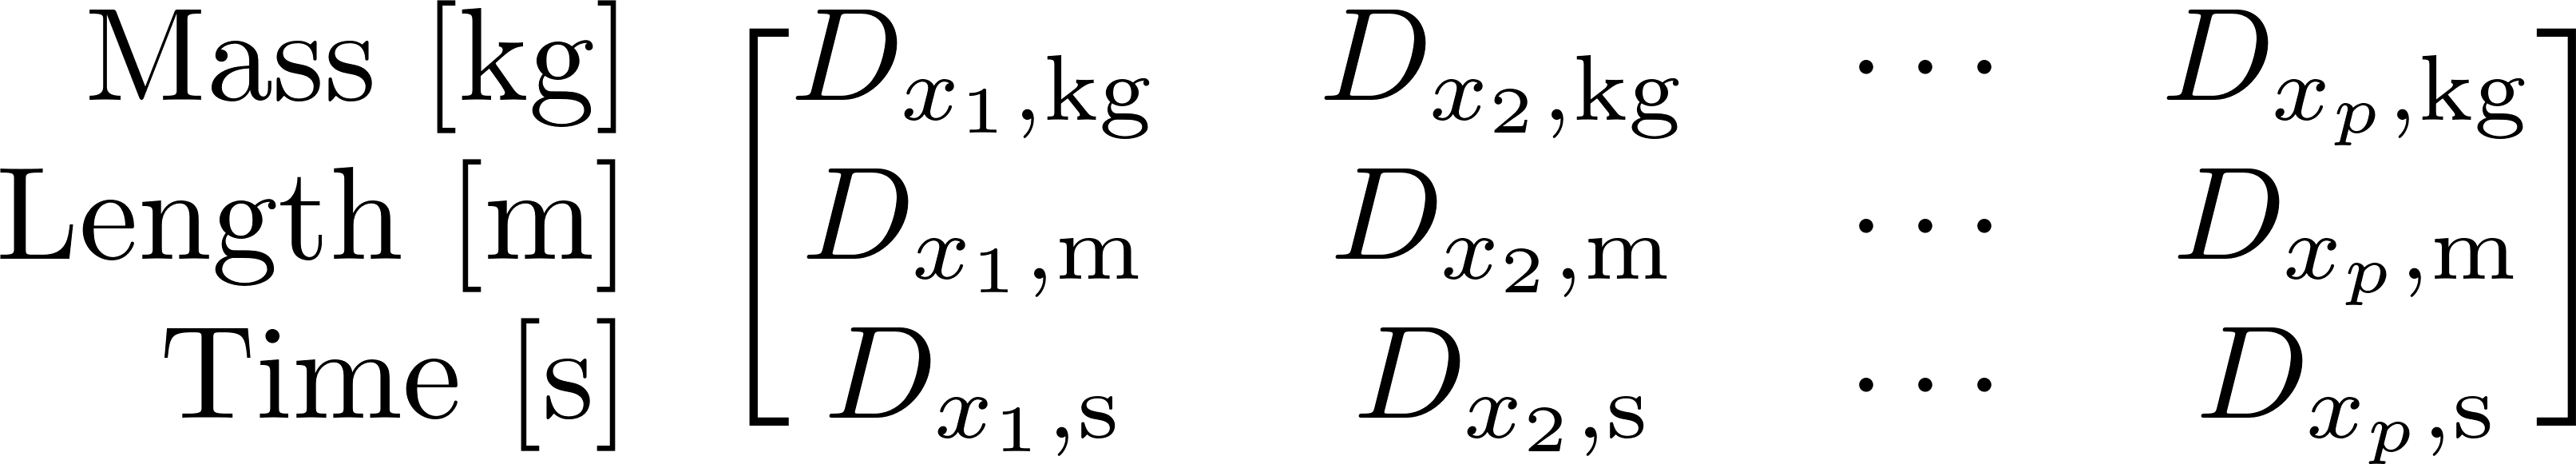 Mass [kg] [D_{x_1,kg} D_{x_2,kg} ··· D_{x_p,kg}
Length [m] D_{x_1,m} D_{x_2,m} ··· D_{x_p,m}
Time [s] D_{x_1,s} D_{x_2,s} ··· D_{x_p,s}]